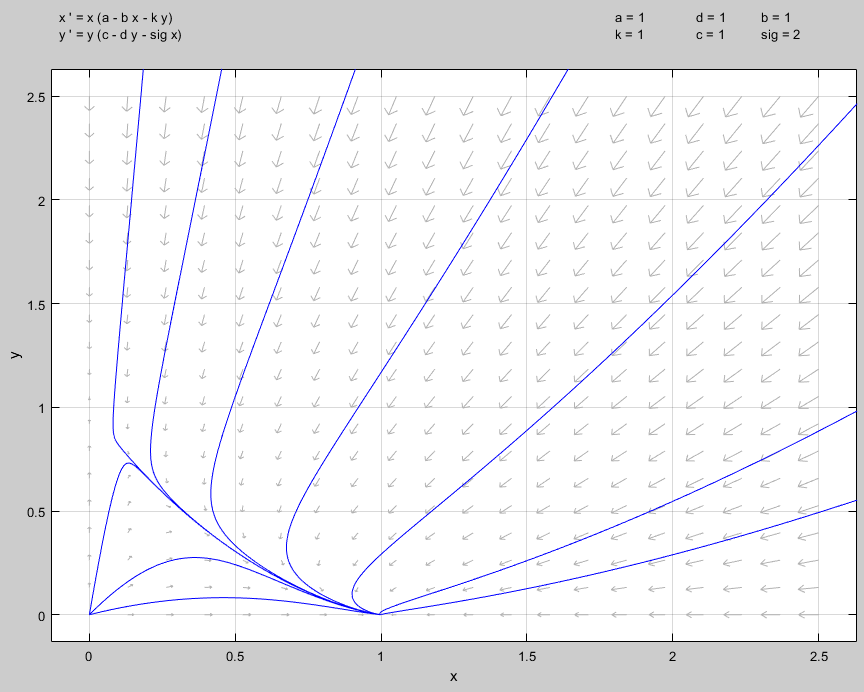 x ' = x (a - b x - k y)
y ' = y (c - d y - sig x)
a = 1 d = 1 b = 1
k = 1 c = 1 sig = 2
2.5
2
1.5
1
0.5
0
y
0 0.5 1 1.5 2 2.5
x